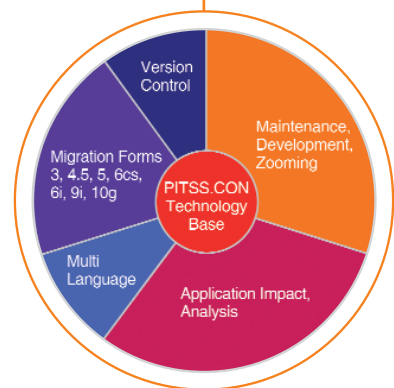 Version
Control
Maintenance,
Development,
Zooming
Migration Forms
3, 4.5, 5, 6cs,
6i, 9i, 10g
PITSS.CON
Technology
Base
Multi
Language
Application Impact,
Analysis